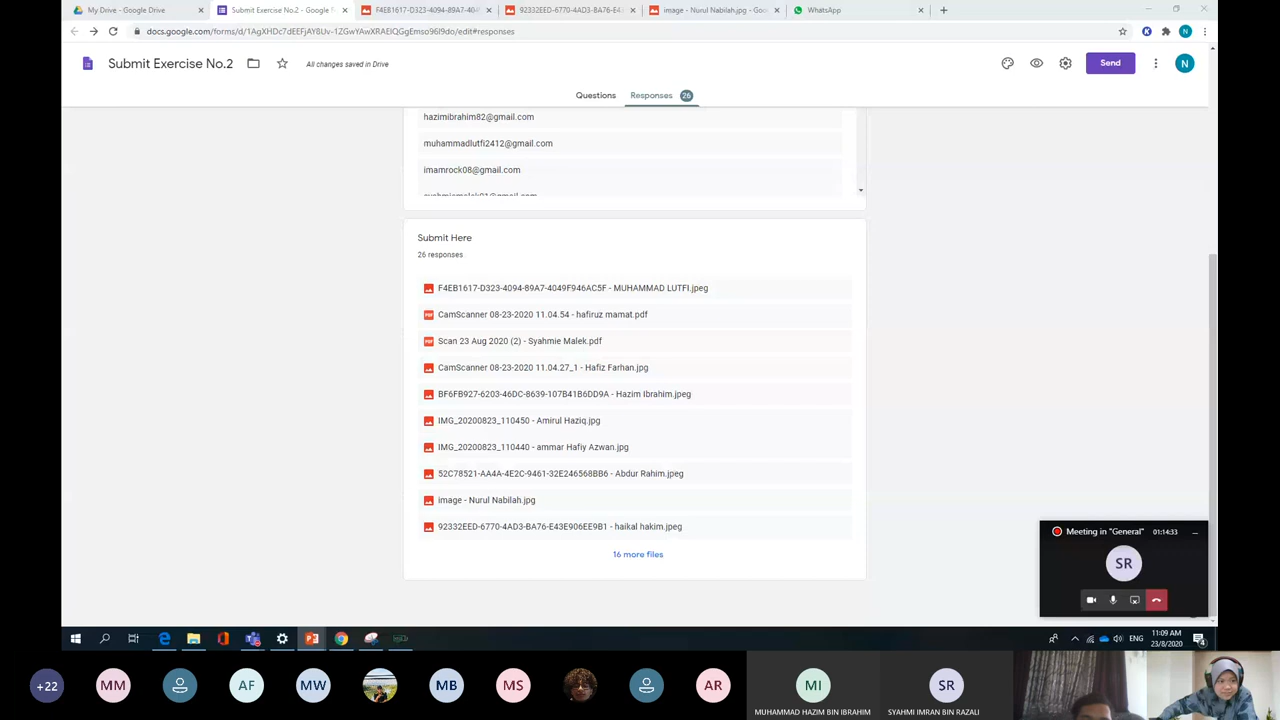 My Drive - Google Drive
Submit Exercise No.2 - Google F
F4EB1617-D323-4094-89A7-404
92332EED-6770-4AD3-BA76-E43
image - Nurul Nabilah.jpg - Goo
WhatsApp
docs.google.com/forms/d/1AgXHDc7dEEFjAY8Uv-1ZGwYAwXRAEIQGgEmso96I9do/edit#responses
Submit Exercise No.2
All changes saved in Drive
Send
N
Questions
Responses 26
hazimibrahim82@gmail.com
muhammadlutfi2412@gmail.com
imamrock08@gmail.com
Submit Here
26 responses
F4EB1617-D323-4094-89A7-4049F946AC5F - MUHAMMAD LUTFI.jpeg
CamScanner 08-23-2020 11.04.54 - hafiruz mamat.pdf
Scan 23 Aug 2020 (2) - Syahmie Malek.pdf
CamScanner 08-23-2020 11.04.27_1 - Hafiz Farhan.jpg
BF6FB927-6203-46DC-8639-107B41B6DD9A - Hazim Ibrahim.jpeg
IMG_20200823_110450 - Amirul Haziq.jpg
IMG_20200823_110440 - ammar Hafiy Azwan.jpg
52C78521-AA4A-4E2C-9461-32E246568BB6 - Abdur Rahim.jpeg
image - Nurul Nabilah.jpg
92332EED-6770-4AD3-BA76-E43E906EE9B1 - haikal hakim.jpeg
16 more files
Meeting in "General"
01:14:33
SR
ENG
11:09 AM
23/8/2020
+22
MM
AF
MW
MB
MS
AR
MI
SR
MUHAMMAD HAZIM BIN IBRAHIM
SYAHMI IMRAN BIN RAZALI